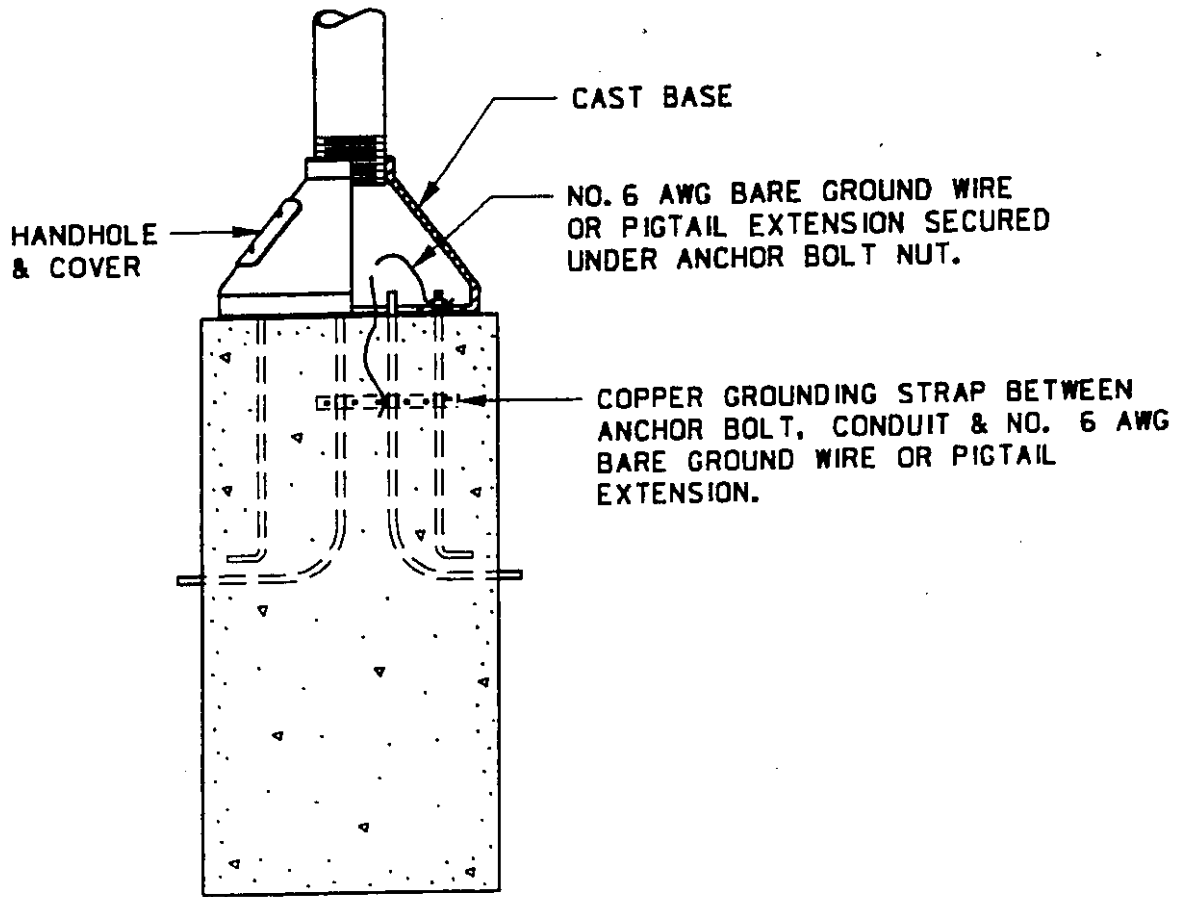 CAST BASE
NO. 6 AWG BARE GROUND WIRE
OR PIGTAIL EXTENSION SECURED
UNDER ANCHOR BOLT NUT.
HANDHOLE
& COVER
COPPER GROUNDING STRAP BETWEEN
ANCHOR BOLT, CONDUIT & NO. 6 AWG
BARE GROUND WIRE OR PIGTAIL
EXTENSION.